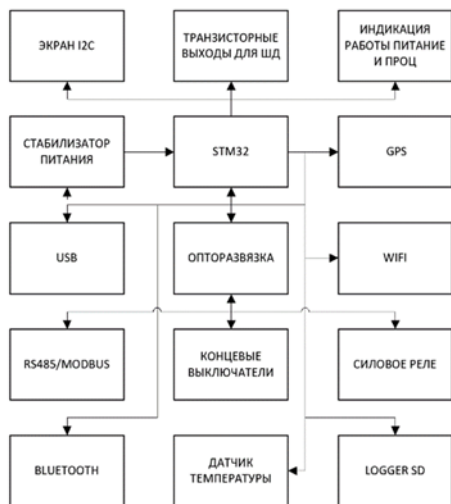 ЭКРАН I2C
ТРАНЗИСТОРНЫЕ
ВЫХОДЫ ДЛЯ ШД
ИНДИКАЦИЯ
РАБОТЫ ПИТАНИЕ
И ПРОЦ
СТАБИЛИЗАТОР
ПИТАНИЯ
STM32
GPS
USB
ОПТОРАЗВЯЗКА
WIFI
RS485/MODBUS
КОНЦЕВЫЕ
ВЫКЛЮЧАТЕЛИ
СИЛОВОЕ РЕЛЕ
BLUETOOTH
ДАТЧИК
ТЕМПЕРАТУРЫ
LOGGER SD